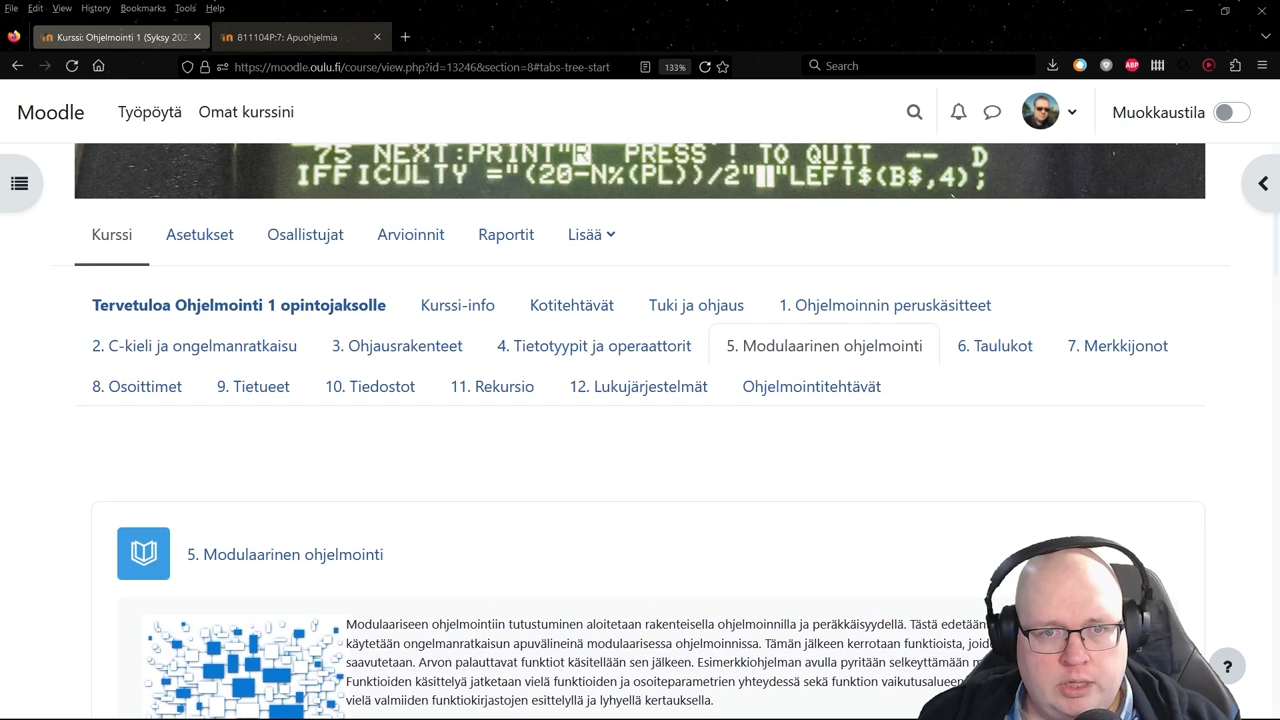 File Edit View History Bookmarks Tools Help
Kurssi: Ohjelmointi 1 (Syksy 202
811104P:7: Apuohjelmia
https://moodle.oulu.fi/course/view.php?id=13246&section=8#tabs-tree-start
133%
Search
ABP
Moodle Työpöytä Omat kurssini Muokkaustila
75 NEXT:PRINT"R PRESS ! TO QUIT -- D
IFFICULTY ="(20-N%(PL))/2" "LEFT$(B$,4);
Kurssi Asetukset Osallistujat Arvioinnit Raportit Lisää
Tervetuloa Ohjelmointi 1 opintojaksolle Kurssi-info Kotitehtävät Tuki ja ohjaus 1. Ohjelmoinnin peruskäsitteet
2. C-kieli ja ongelmanratkaisu 3. Ohjausrakenteet 4. Tietotyypit ja operaattorit 5. Modulaarinen ohjelmointi 6. Taulukot 7. Merkkijonot
8. Osoittimet 9. Tietueet 10. Tiedostot 11. Rekursio 12. Lukujärjestelmät Ohjelmointitehtävät
5. Modulaarinen ohjelmointi
Modulaariseen ohjelmointiin tutustuminen aloitetaan rakenteisella ohjelmoinnilla ja peräkkäisyydellä. Tästä edetään
käytetään ongelmanratkaisun apuvälineinä modulaarisessa ohjelmoinnissa. Tämän jälkeen kerrotaan funktioista, joide
saavutetaan. Arvon palauttavat funktiot käsitellään sen jälkeen. Esimerkkiohjelman avulla pyritään selkeyttämään
Funktioiden käsittelyä jatketaan vielä funktioiden ja osoiteparametrien yhteydessä sekä funktion vaikutusalueen
vielä valmiiden funktiokirjastojen esittelyllä ja lyhyellä kertauksella.
?